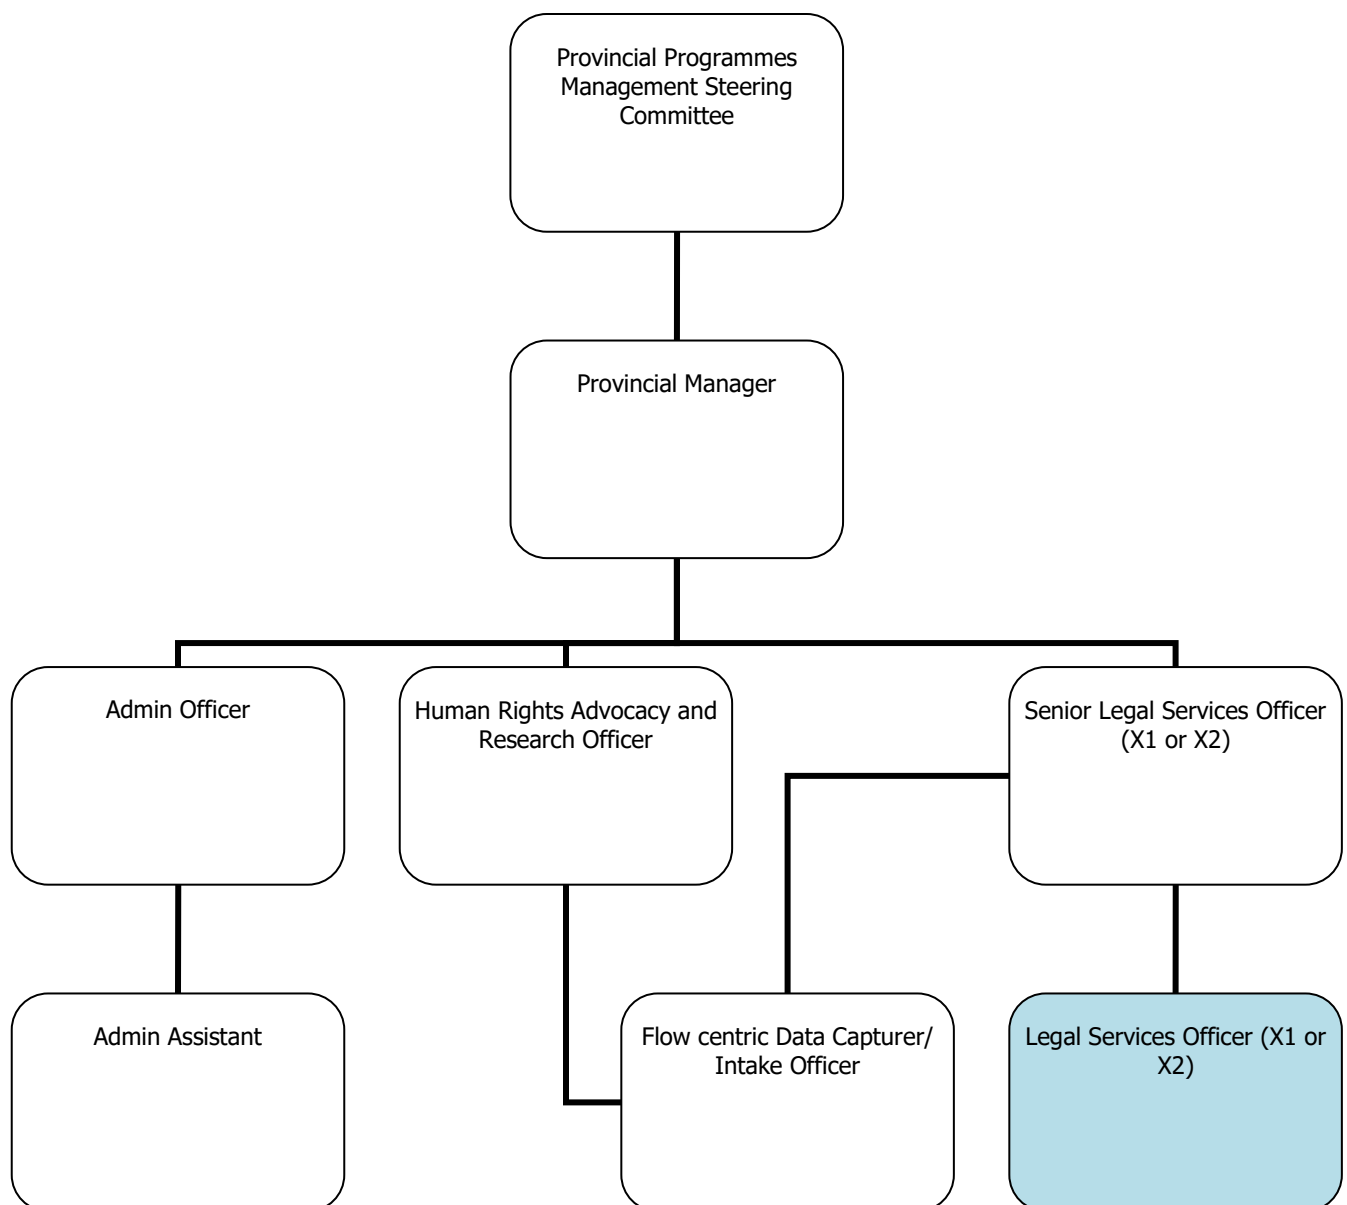 Provincial Programmes
Management Steering
Committee
Provincial Manager
Admin Officer
Human Rights Advocacy and
Research Officer
Senior Legal Services Officer
(X1 or X2)
Admin Assistant
Flow centric Data Capturer/
Intake Officer
Legal Services Officer (X1 or
X2)